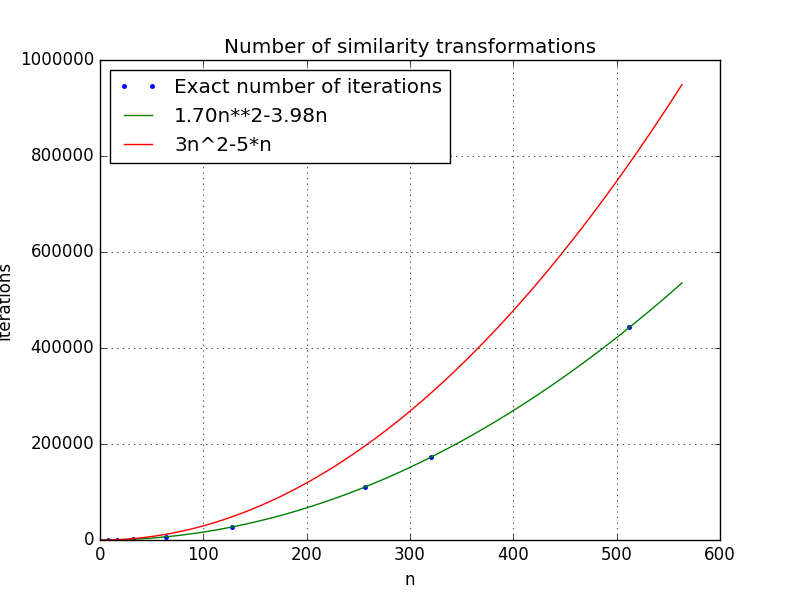 Number of similarity transformations
Exact number of iterations
1.70n**2-3.98n
3n^2-5*n
1000000
800000
600000
400000
200000
0
iterations
0 100 200 300 400 500 600
n